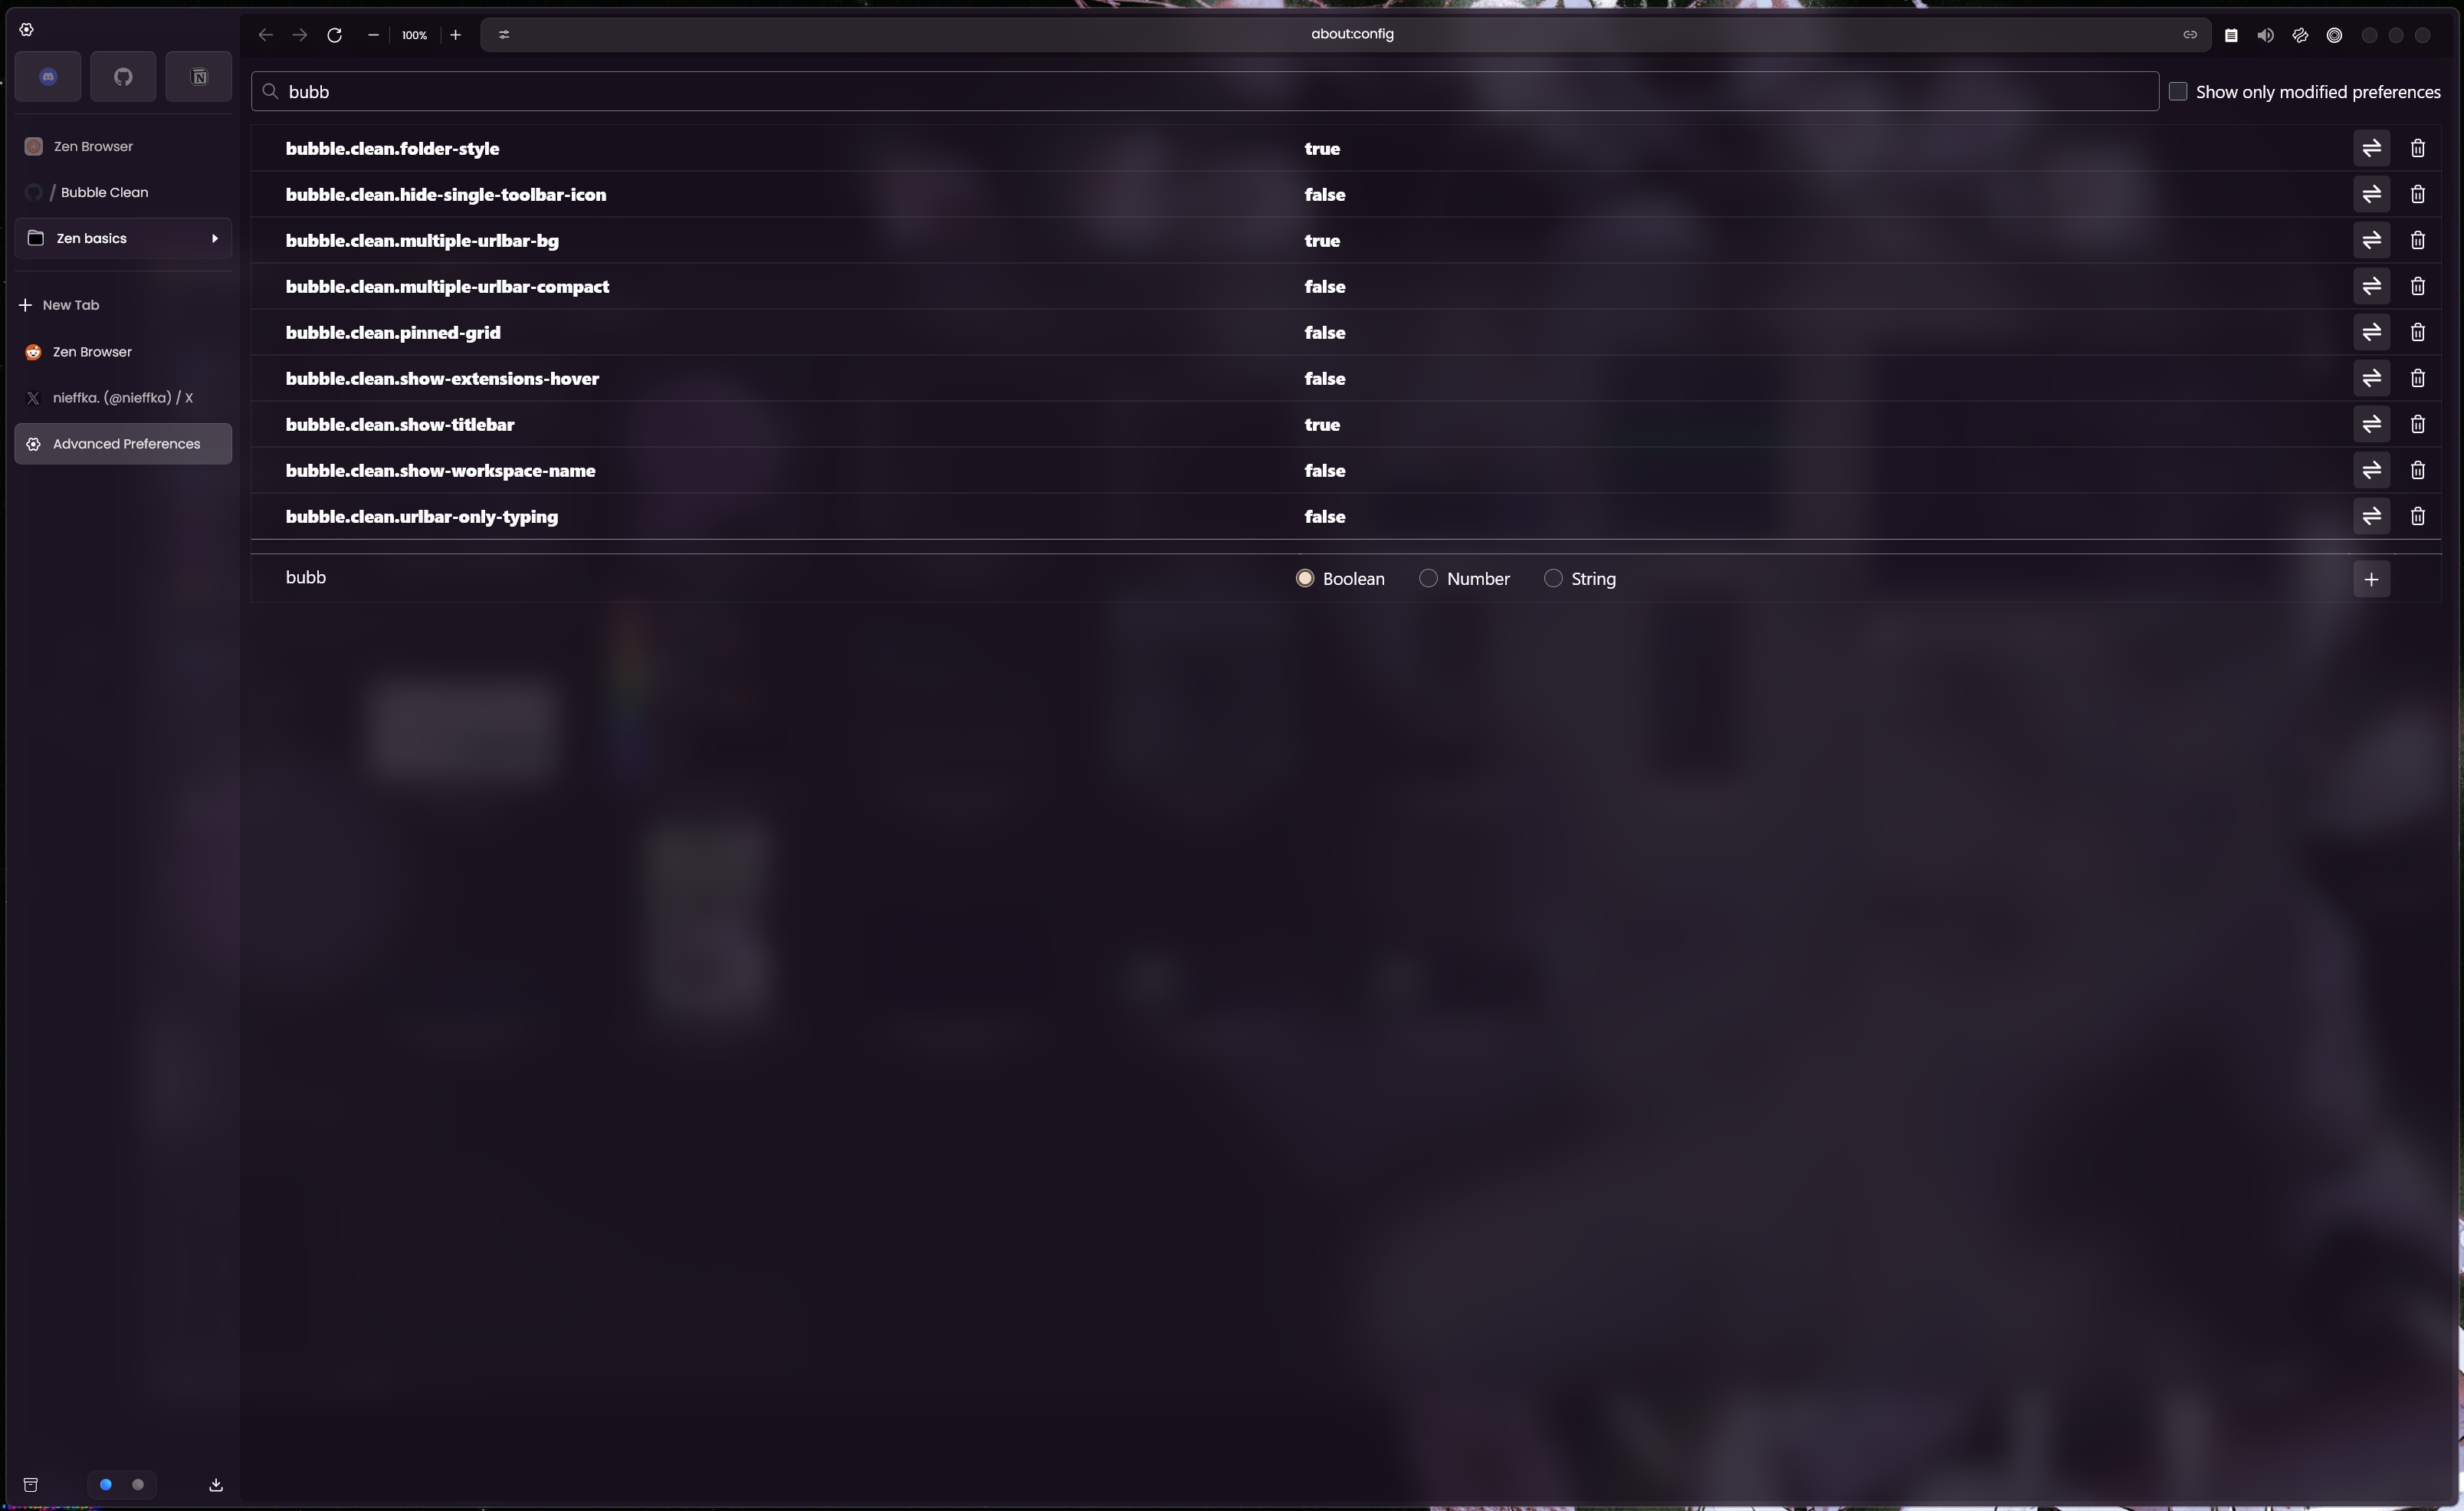 100%
about:config
Zen Browser
/ Bubble Clean
Zen basics
New Tab
Zen Browser
nieffka. (@nieffka) / X
Advanced Preferences
bubb
Show only modified preferences
bubble.clean.folder-style true
bubble.clean.hide-single-toolbar-icon false
bubble.clean.multiple-urlbar-bg true
bubble.clean.multiple-urlbar-compact false
bubble.clean.pinned-grid false
bubble.clean.show-extensions-hover false
bubble.clean.show-titlebar true
bubble.clean.show-workspace-name false
bubble.clean.urlbar-only-typing false
bubb Boolean Number String